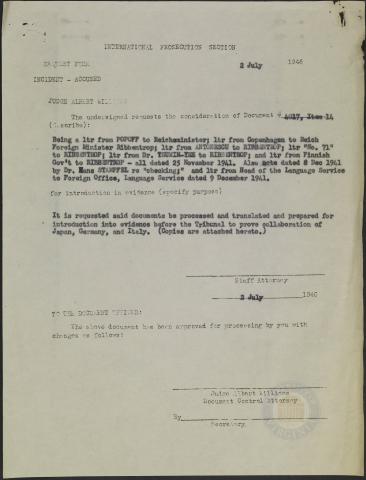 INTERNATIONAL PROSECUTION SECTION
2 July 1946
REQUEST FORM
INCIDENT - ACCUSED
JUDGE ALBERT WILLIAMS
The undersigned requests the consideration of Document # 4017, Item 14
(describe):
Being a ltr from POPOFF to Reichsminister; ltr from Copenhagen to Reich
Foreign Minister Ribbentrop; ltr from ANTONESCU to RIBBENTROP; ltr "No. 71"
to RIBBENTROP; ltr from Dr. to RIBBENTROP; and ltr from Finnish
Gov't to RIBBENTROP - all dated 25 November 1941. Also note dated 8 Dec 1941
by Dr. Hans re "checking;" and ltr from Head of the Language Service
to Foreign Office, Language Service dated 9 December 1941.
for introduction in evidence (specify purpose)
It is requested said documents be processed and translated and prepared for
introduction into evidence before the Tribunal to prove collaboration of
Japan, Germany, and Italy. (Copies are attached hereto.)
Staff Attorney
2 July 1946
TO THE DOCUMENT OFFICER:
The above document has been approved for processing by you with
changes as follows:
Judge Albert Williams
Document Control Attorney
By
Secretary.